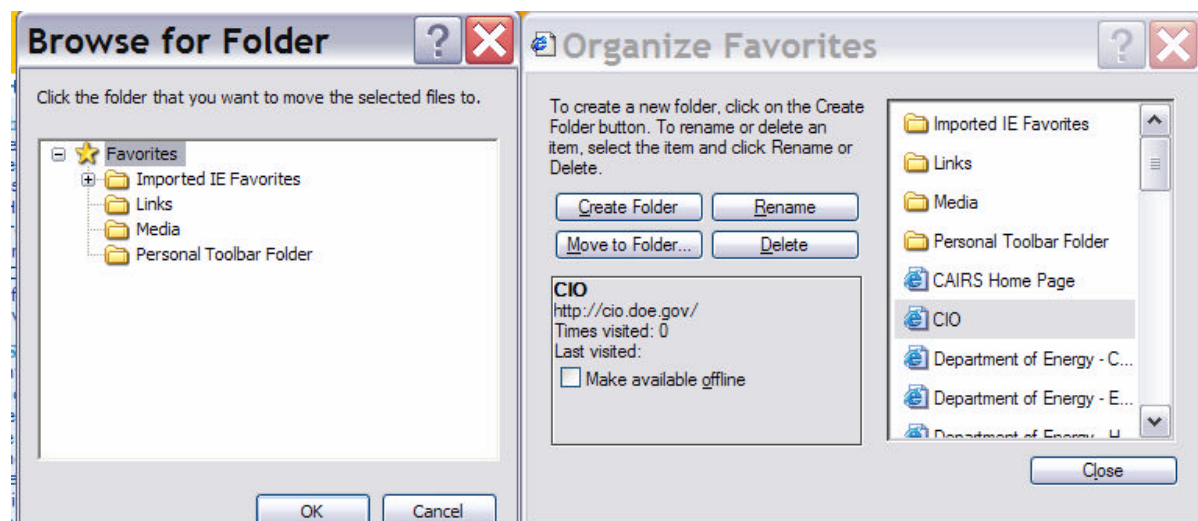 Browse for Folder
Click the folder that you want to move the selected files to.
Favorites
Imported IE Favorites
Links
Media
Personal Toolbar Folder
OK
Cancel
Organize Favorites
To create a new folder, click on the Create
Folder button. To rename or delete an
item, select the item and click Rename or
Delete.
Create Folder
Rename
Move to Folder...
Delete
CIO
http://cio.doe.gov/
Times visited: 0
Last visited:
Make available offline
Imported IE Favorites
Links
Media
Personal Toolbar Folder
CAIRS Home Page
CIO
Department of Energy - C...
Department of Energy - E...
Department of Energy - H...
Close